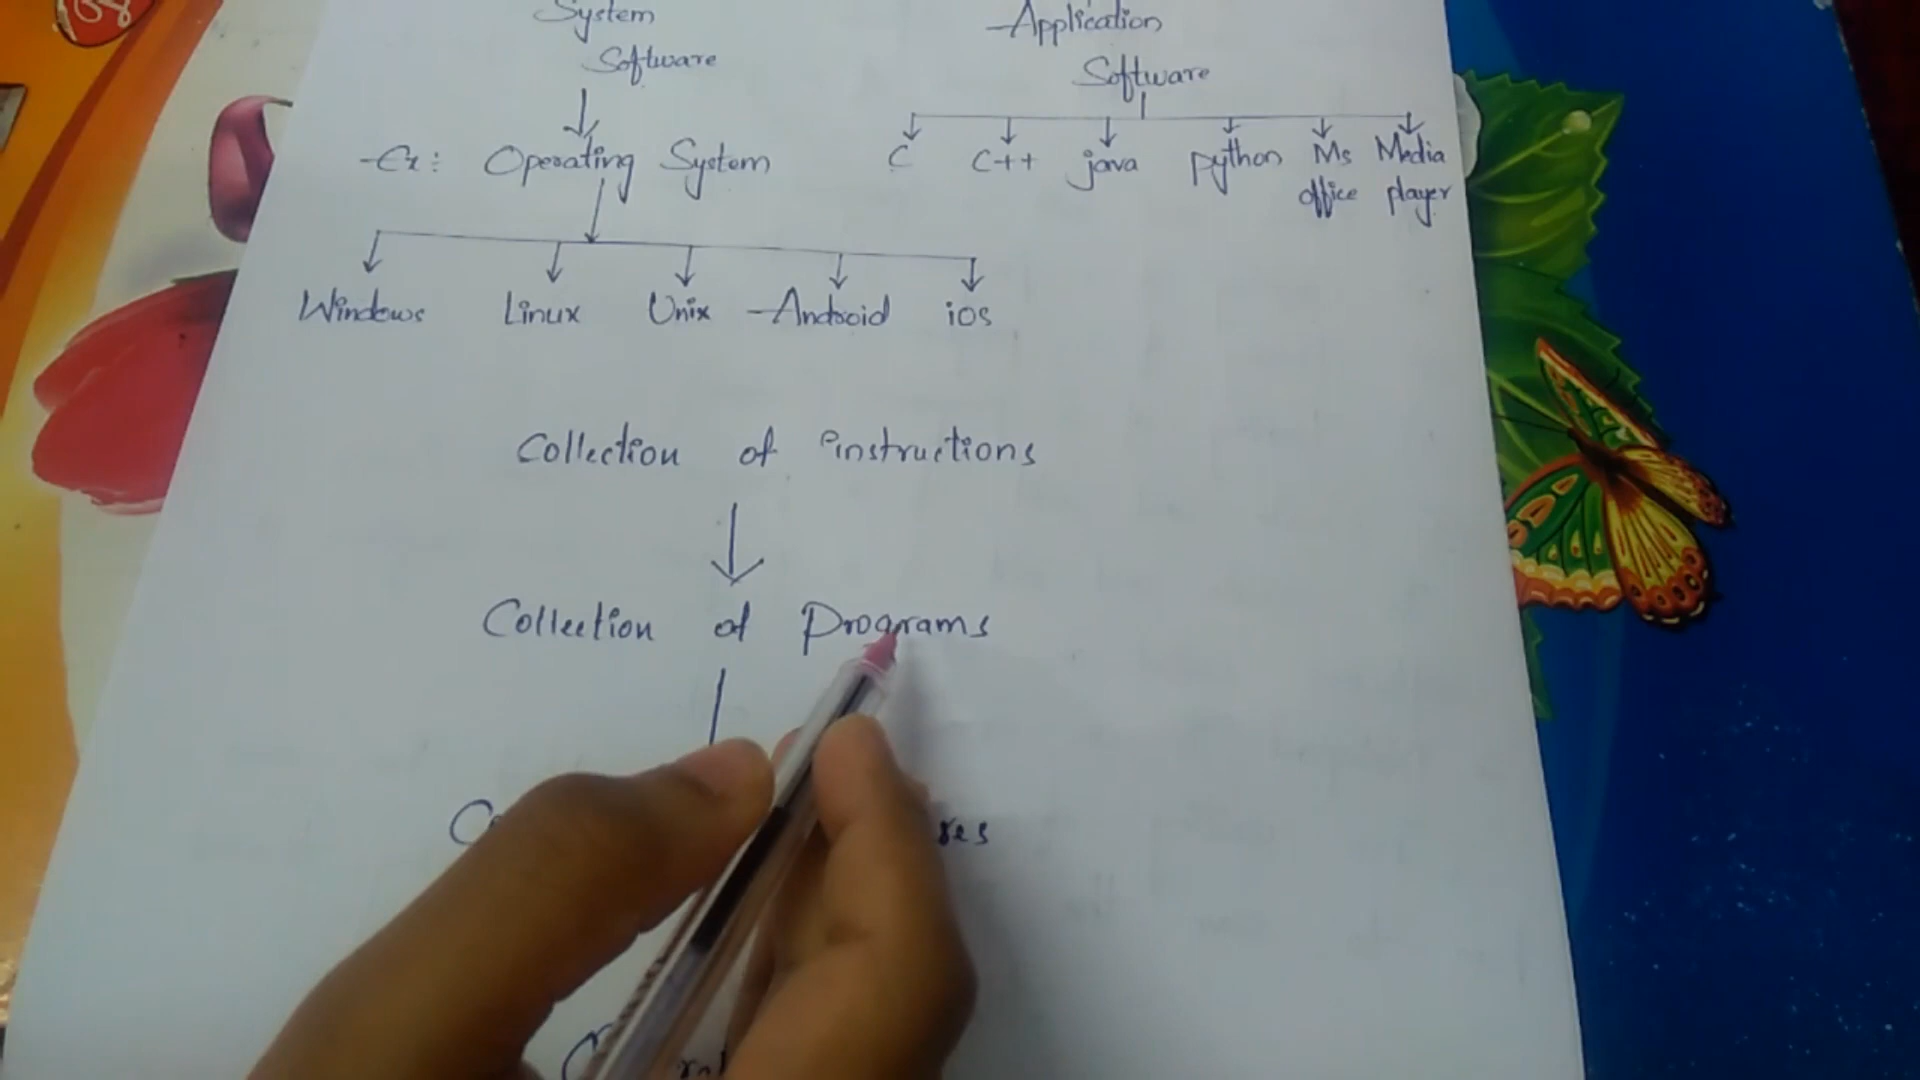 System
Software
Application
Software
Ex: Operating System
C C++ java python Ms office Media player
Windows Linux Unix Android ios
Collection of instructions
Collection of Programs